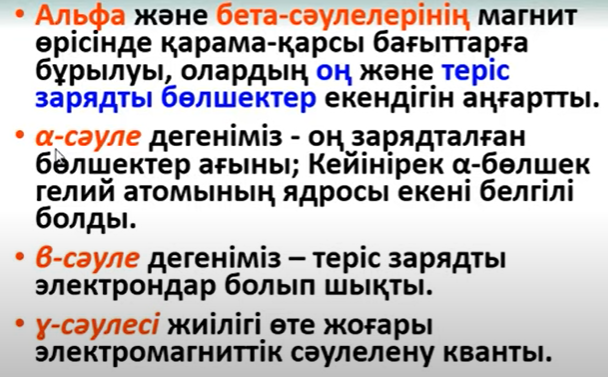 • Альфа және бета-сәулелерінің магнит
өрісінде қарама-қарсы бағыттарға
бұрылуы, олардың оң және теріс
зарядты бөлшектер екендігін аңғартты.
• α-сәуле дегеніміз - оң зарядталған
бөлшектер ағыны; Кейінірек α-бөлшек
гелий атомының ядросы екені белгілі
болды.
• β-сәуле дегеніміз – теріс зарядты
электрондар болып шықты.
• ɣ-сәулесі жиілігі өте жоғары
электромагниттік сәулелену кванты.